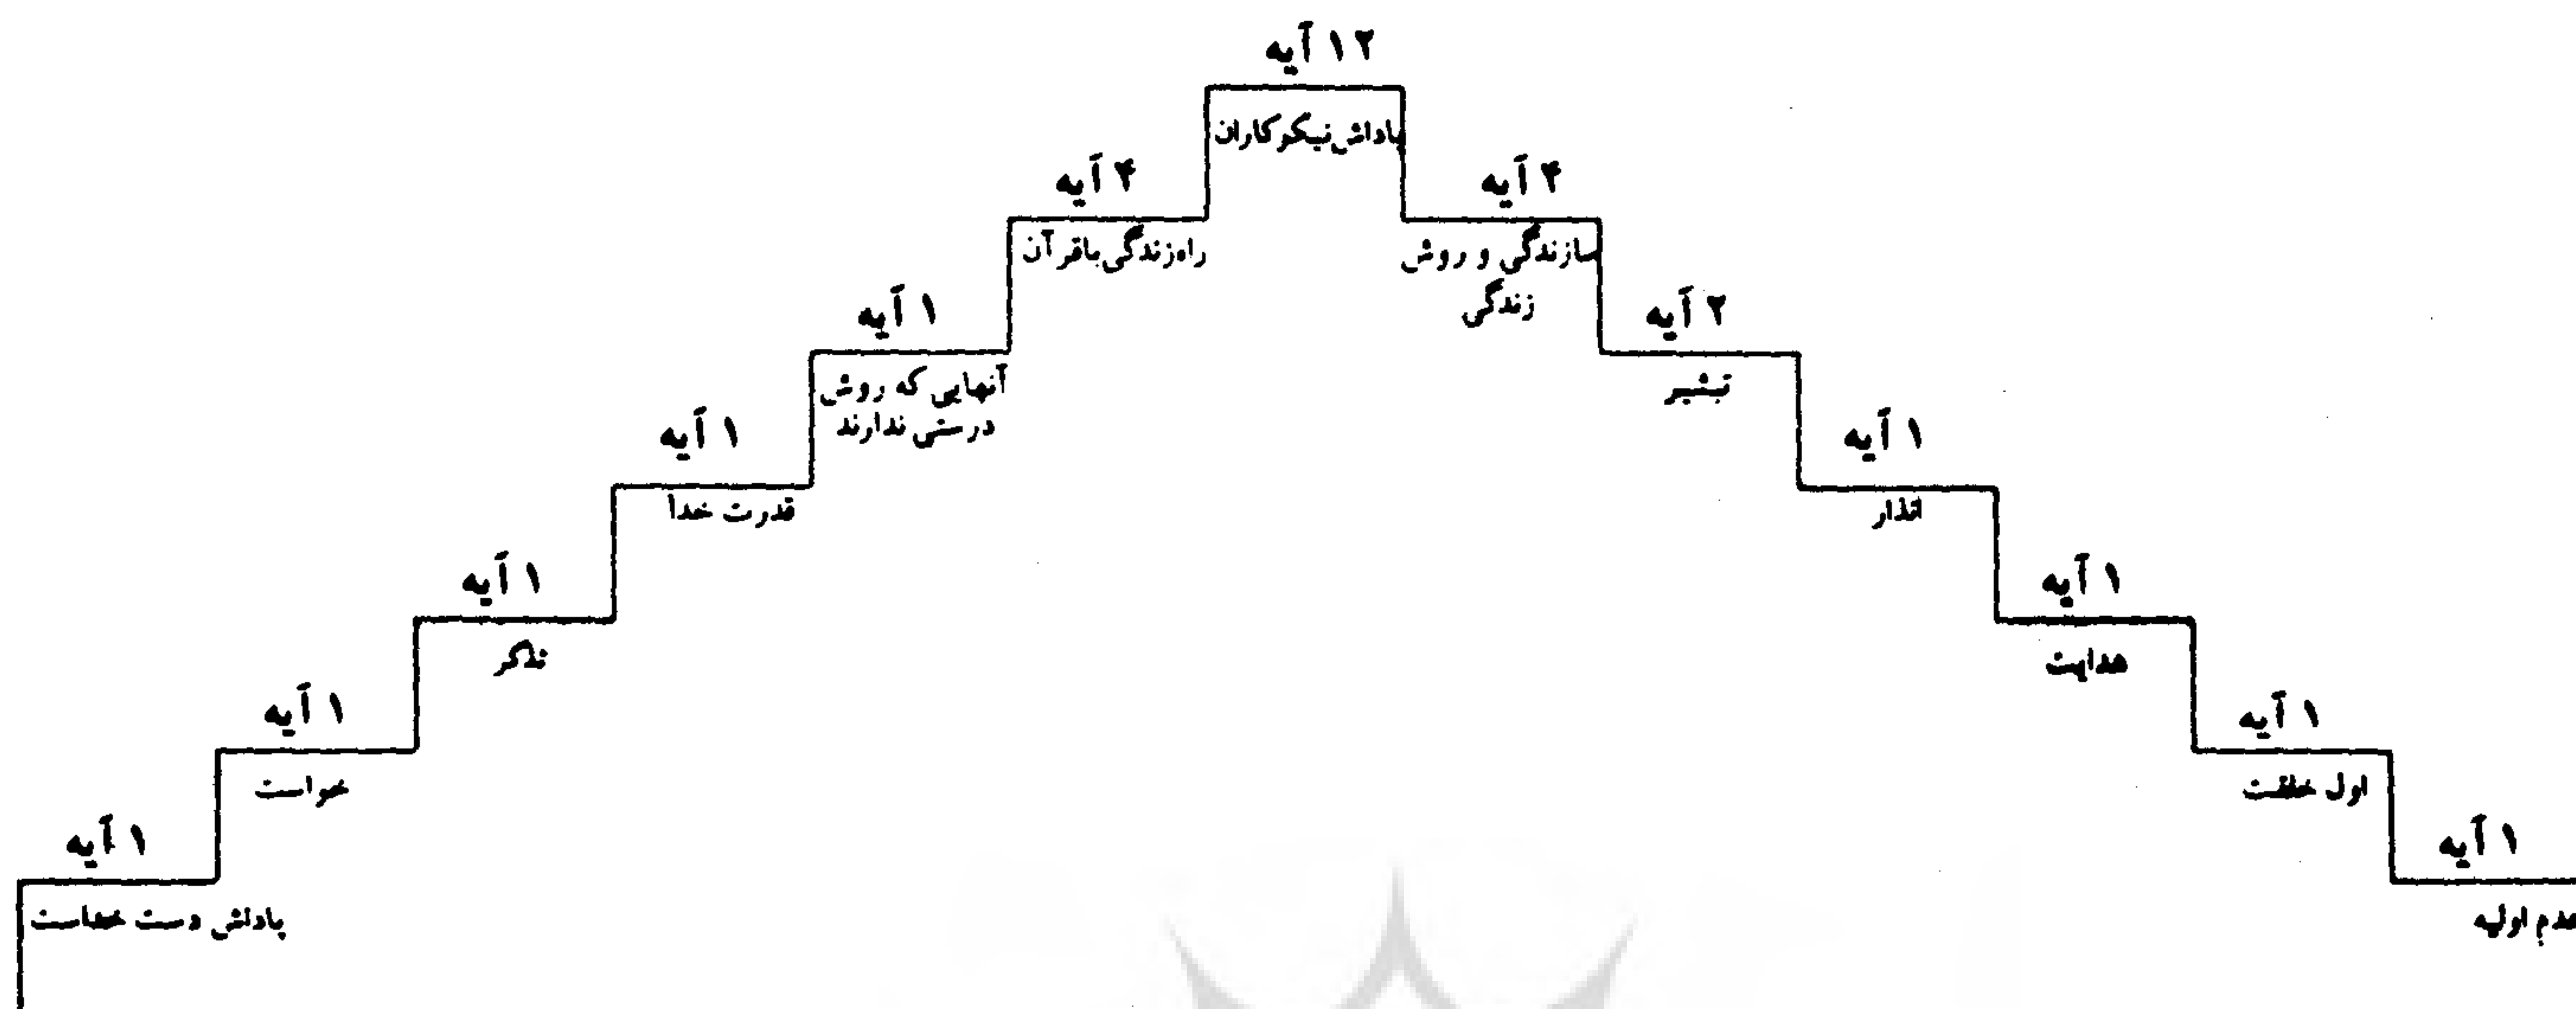 ۱۲ آیه
پاداش نیکوکاران
۴ آیه
سازندگی و روش
زندگی
۴ آیه
راه زندگی با قرآن
۲ آیه
تبشیر
۱ آیه
آنهایی که روش
درستی ندارند
۱ آیه
انذار
۱ آیه
قدرت خدا
۱ آیه
هدایت
۱ آیه
تذکر
۱ آیه
اول خلقت
۱ آیه
خواست
۱ آیه
عدم اولیه
۱ آیه
پاداش دست خداست